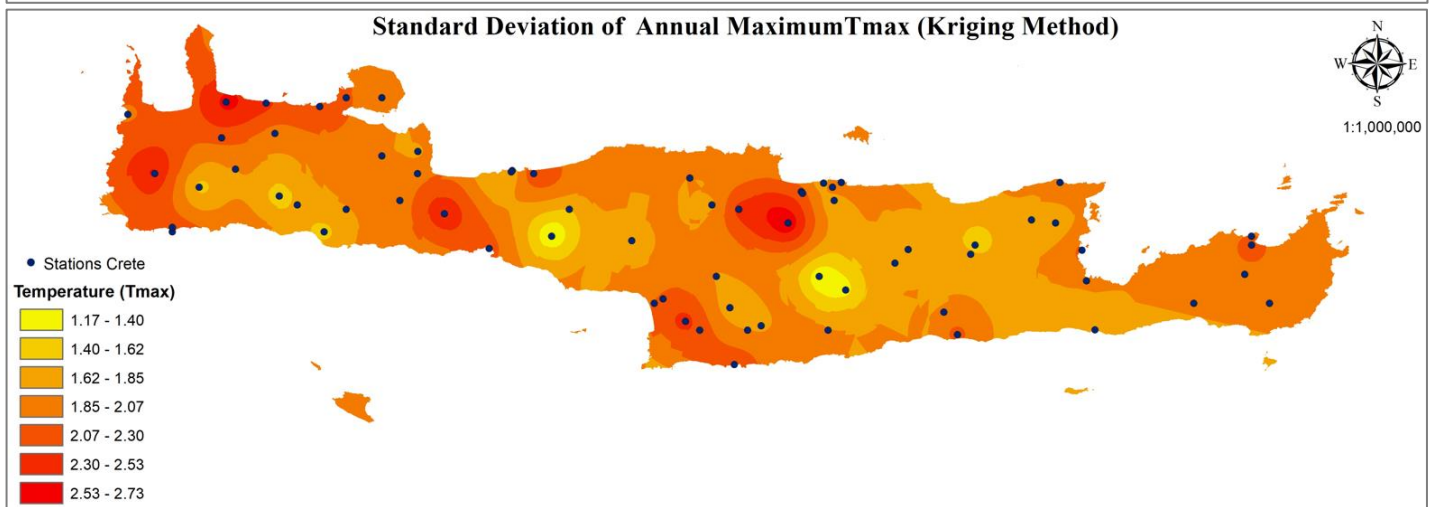 Standard Deviation of Annual MaximumTmax (Kriging Method)
N
W E
S
1:1,000,000
Stations Crete
Temperature (Tmax)
1.17 - 1.40
1.40 - 1.62
1.62 - 1.85
1.85 - 2.07
2.07 - 2.30
2.30 - 2.53
2.53 - 2.73